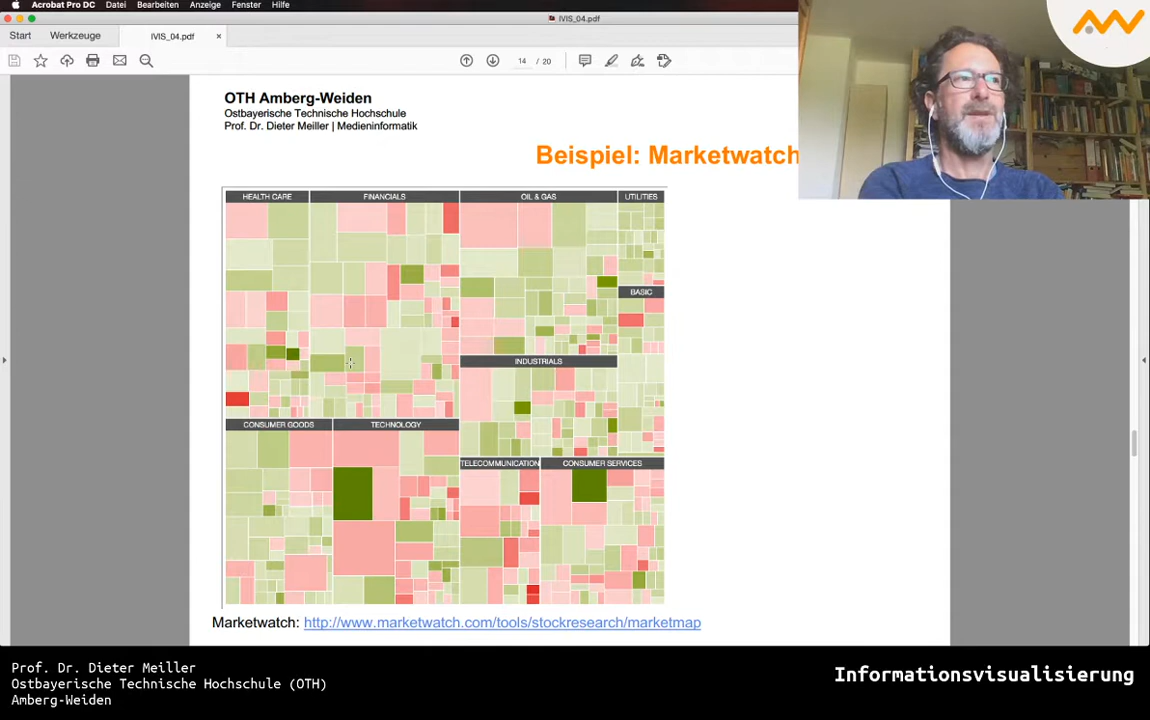 Acrobat Pro DC Datei Bearbeiten Anzeige Fenster Hilfe
IVIS_04.pdf
Start Werkzeuge IVIS_04.pdf ×
14 / 20
OTH Amberg-Weiden
Ostbayerische Technische Hochschule
Prof. Dr. Dieter Meiller | Medieninformatik
Beispiel: Marketwatch
HEALTH CARE FINANCIALS OIL & GAS UTILITIES
BASIC
INDUSTRIALS
CONSUMER GOODS TECHNOLOGY
TELECOMMUNICATION CONSUMER SERVICES
Marketwatch: http://www.marketwatch.com/tools/stockresearch/marketmap
Prof. Dr. Dieter Meiller
Ostbayerische Technische Hochschule (OTH)
Amberg-Weiden
Informationsvisualisierung